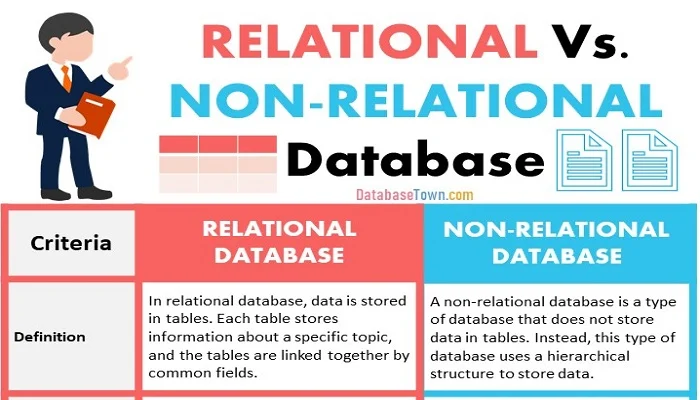 RELATIONAL Vs.
NON-RELATIONAL
Database
DatabaseTown.com
Criteria
RELATIONAL
DATABASE
NON-RELATIONAL
DATABASE
Definition
In relational database, data is stored
in tables. Each table stores
information about a specific topic,
and the tables are linked together by
common fields.
A non-relational database is a type
of database that does not store
data in tables. Instead, this type of
database uses a hierarchical
structure to store data.